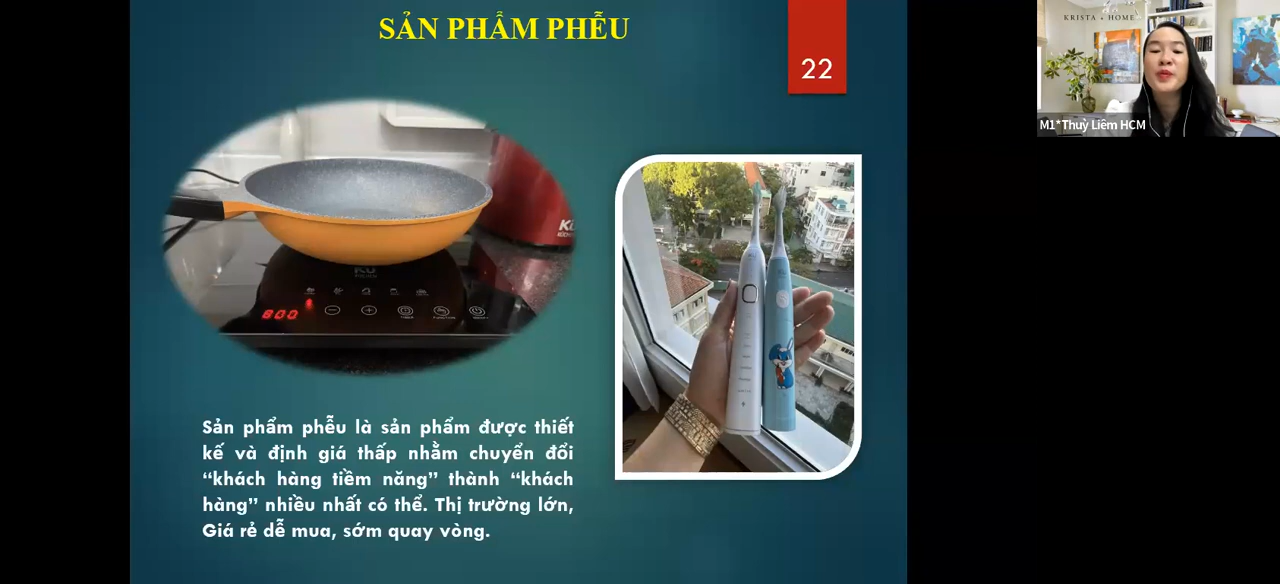 SẢN PHẨM PHỄU
22
KRISTA + HOME
M1*Thuỳ Liêm HCM
KU
800
Sản phẩm phễu là sản phẩm được thiết
kế và định giá thấp nhằm chuyển đổi
“khách hàng tiềm năng” thành “khách
hàng” nhiều nhất có thể. Thị trường lớn,
Giá rẻ dễ mua, sớm quay vòng.